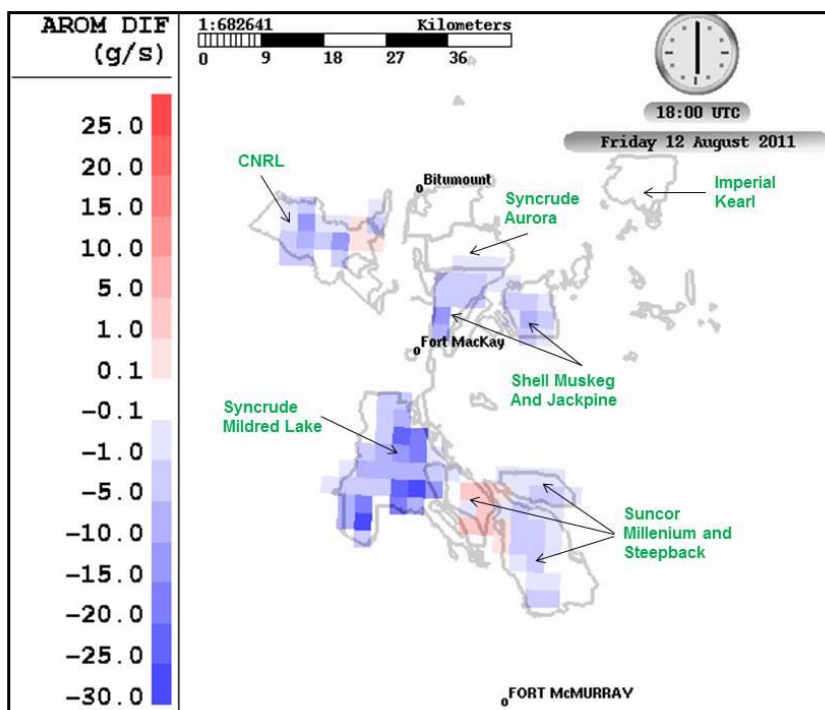 AROM DIF
(g/s)
25.0
20.0
15.0
10.0
5.0
1.0
0.1
-0.1
-1.0
-5.0
-10.0
-15.0
-20.0
-25.0
-30.0
1:682641 Kilometers
0 9 18 27 36
18:00 UTC
Friday 12 August 2011
CNRL
Bitumount
Syncrude
Aurora
Imperial
Kearl
Fort MacKay
Shell Muskeg
And Jackpine
Syncrude
Mildred Lake
Suncor
Millenium and
Steepback
FORT McMURRAY